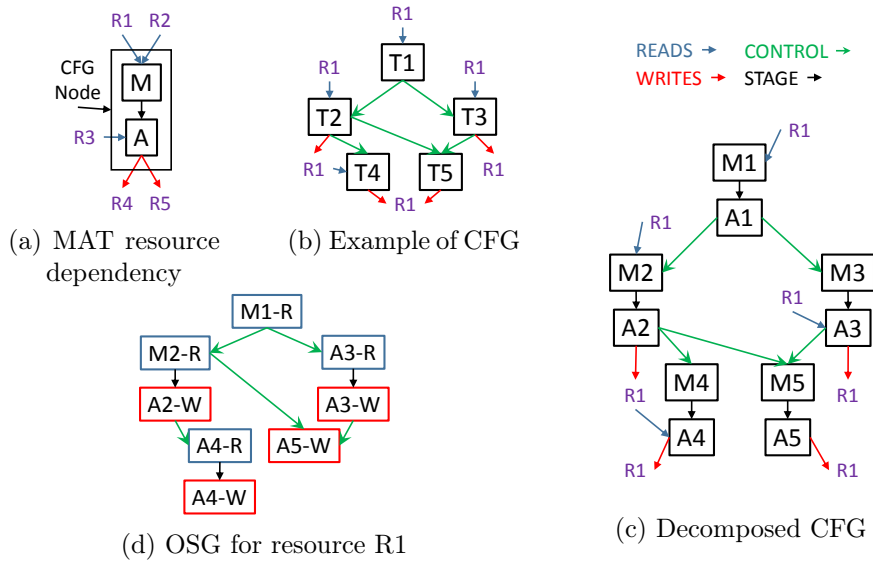 R1 R2
CFG
Node
M
R3
A
R4 R5
(a) MAT resource
dependency
R1
T1
R1 R1
T2 T3
R1 T4 T5 R1
R1
(b) Example of CFG
READS CONTROL
WRITES STAGE
R1
M1
A1
R1
M2 M3
R1
A2 A3
R1 M4 M5 R1
A4 A5
R1 R1
(c) Decomposed CFG
M1-R
M2-R A3-R
A2-W A3-W
A4-R A5-W
A4-W
(d) OSG for resource R1